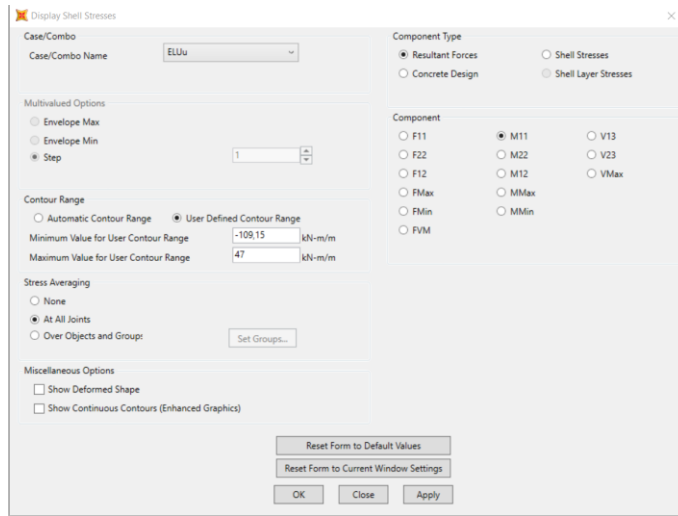 Display Shell Stresses
Case/Combo
Case/Combo Name
ELUu
Multivalued Options
Envelope Max
Envelope Min
Step
1
Contour Range
Automatic Contour Range
User Defined Contour Range
Minimum Value for User Contour Range
-109,15
kN-m/m
Maximum Value for User Contour Range
47
kN-m/m
Stress Averaging
None
At All Joints
Over Objects and Groups
Set Groups...
Miscellaneous Options
Show Deformed Shape
Show Continuous Contours (Enhanced Graphics)
Component Type
Resultant Forces
Shell Stresses
Concrete Design
Shell Layer Stresses
Component
F11
M11
V13
F22
M22
V23
F12
M12
VMax
FMax
MMax
FMin
MMin
FVM
Reset Form to Default Values
Reset Form to Current Window Settings
OK
Close
Apply